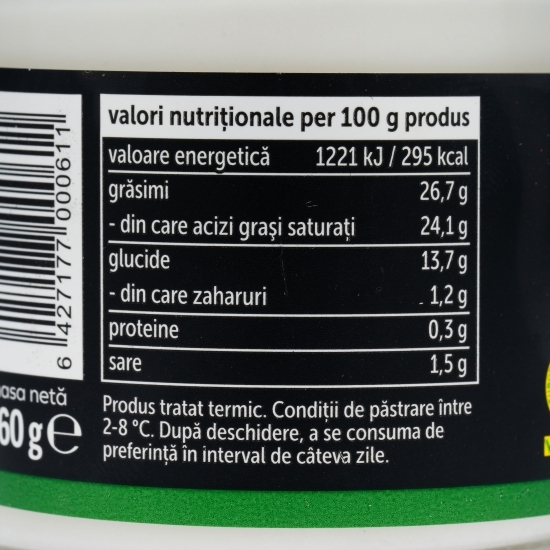 valori nutriționale per 100 g produs
valoare energetică 1221 kJ / 295 kcal
grăsimi 26,7 g
- din care acizi grași saturați 24,1 g
glucide 13,7 g
- din care zaharuri 1,2 g
proteine 0,3 g
sare 1,5 g
6 427177 000611
netă
60 g e
Produs tratat termic. Condiții de păstrare între
2-8 °C. După deschidere, a se consuma de
preferință în interval de câteva zile.